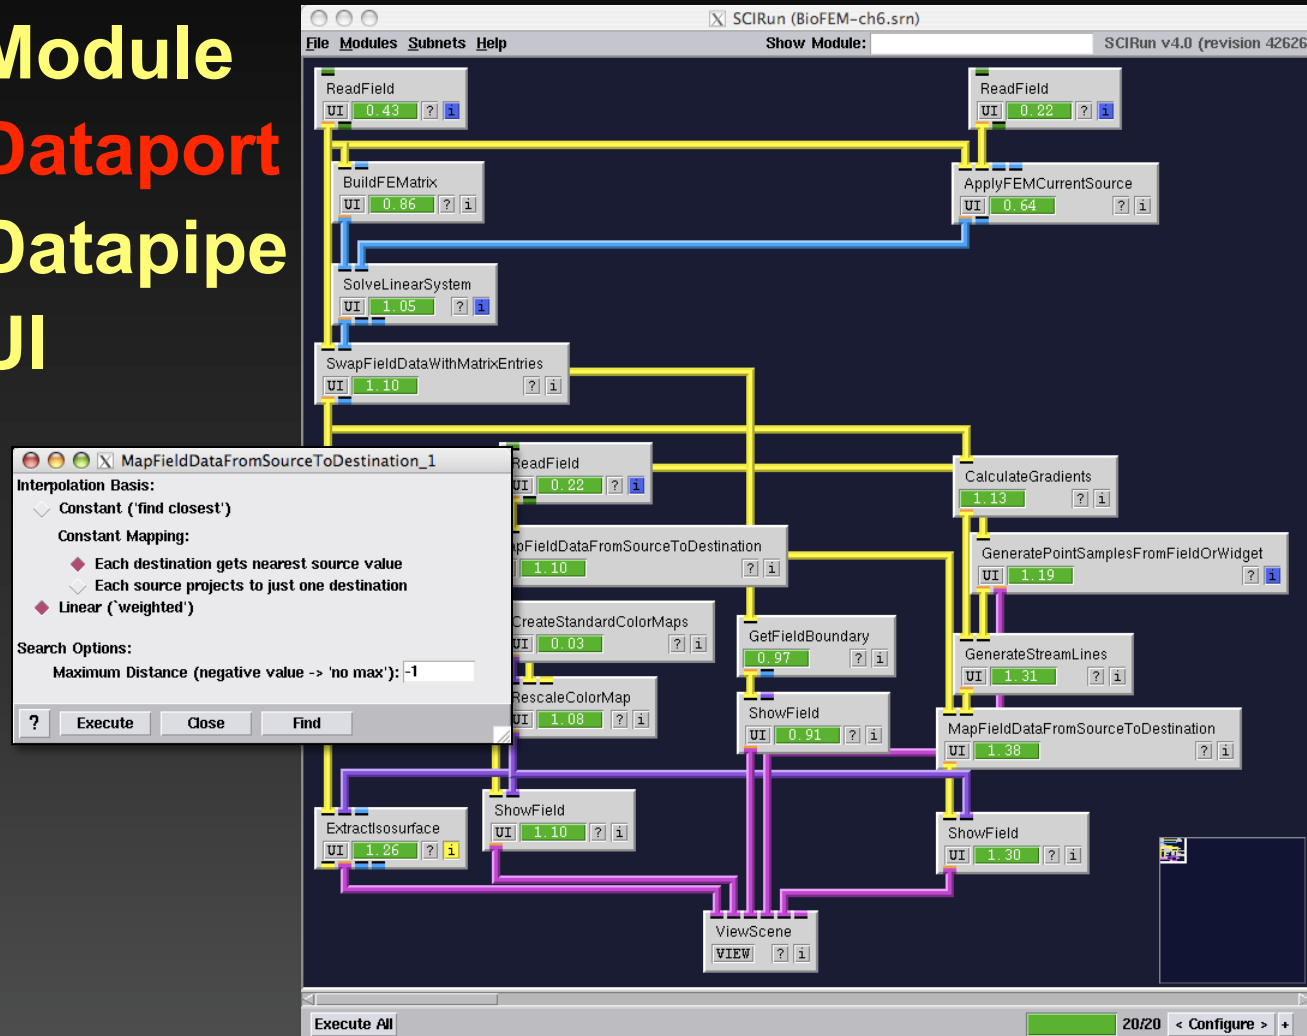 Module
Dataport
Datapipe
UI
X SCIRun (BioFEM-ch6.srn)
File Modules Subnets Help
Show Module:
SCIRun v4.0 (revision 42626
ReadField
UI 0.43 ? i
ReadField
UI 0.22 ? i
BuildFEMatrix
UI 0.86 ? i
ApplyFEMCurrentSource
UI 0.64 ? i
SolveLinearSystem
UI 1.05 ? i
SwapFieldDataWithMatrixEntries
UI 1.10 ? i
X MapFieldDataFromSourceToDestination_1
Interpolation Basis:
Constant ('find closest')
Constant Mapping:
Each destination gets nearest source value
Each source projects to just one destination
Linear (`weighted')
Search Options:
Maximum Distance (negative value -> 'no max'): -1
? Execute Close Find
ReadField
UI 0.22 ? i
CalculateGradients
1.13 ? i
pFieldDataFromSourceToDestination
1.10 ? i
GeneratePointSamplesFromFieldOrWidget
UI 1.19 ? i
CreateStandardColorMaps
UI 0.03 ? i
GetFieldBoundary
0.97 ? i
GenerateStreamLines
UI 1.31 ? i
RescaleColorMap
UI 1.08 ? i
ShowField
UI 0.91 ? i
MapFieldDataFromSourceToDestination
UI 1.38 ? i
ExtractIsosurface
UI 1.26 ? i
ShowField
UI 1.10 ? i
ShowField
UI 1.30 ? i
ViewScene
VIEW ? i
Execute All
20/20 < Configure > +